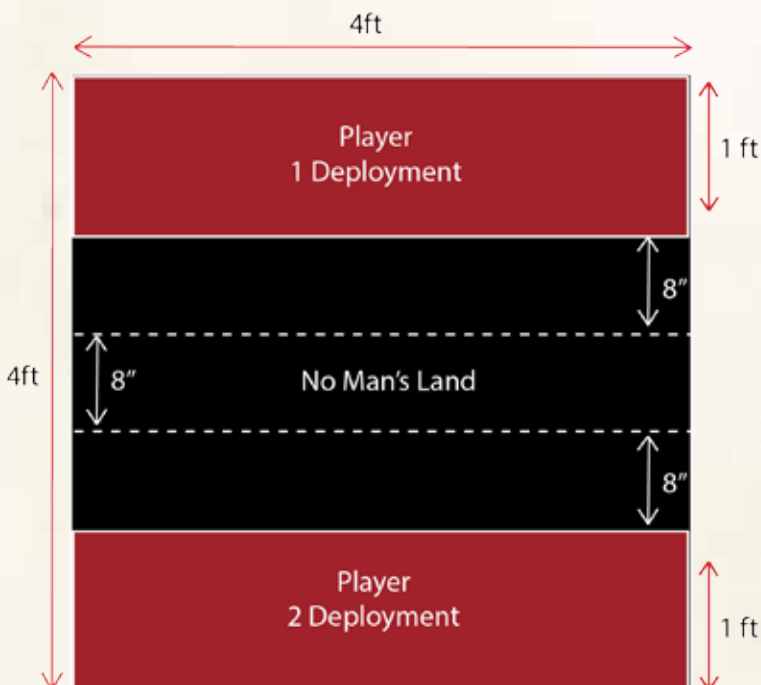 4ft
Player
1 Deployment
1 ft
8”
4ft
8”
No Man’s Land
8”
Player
2 Deployment
1 ft